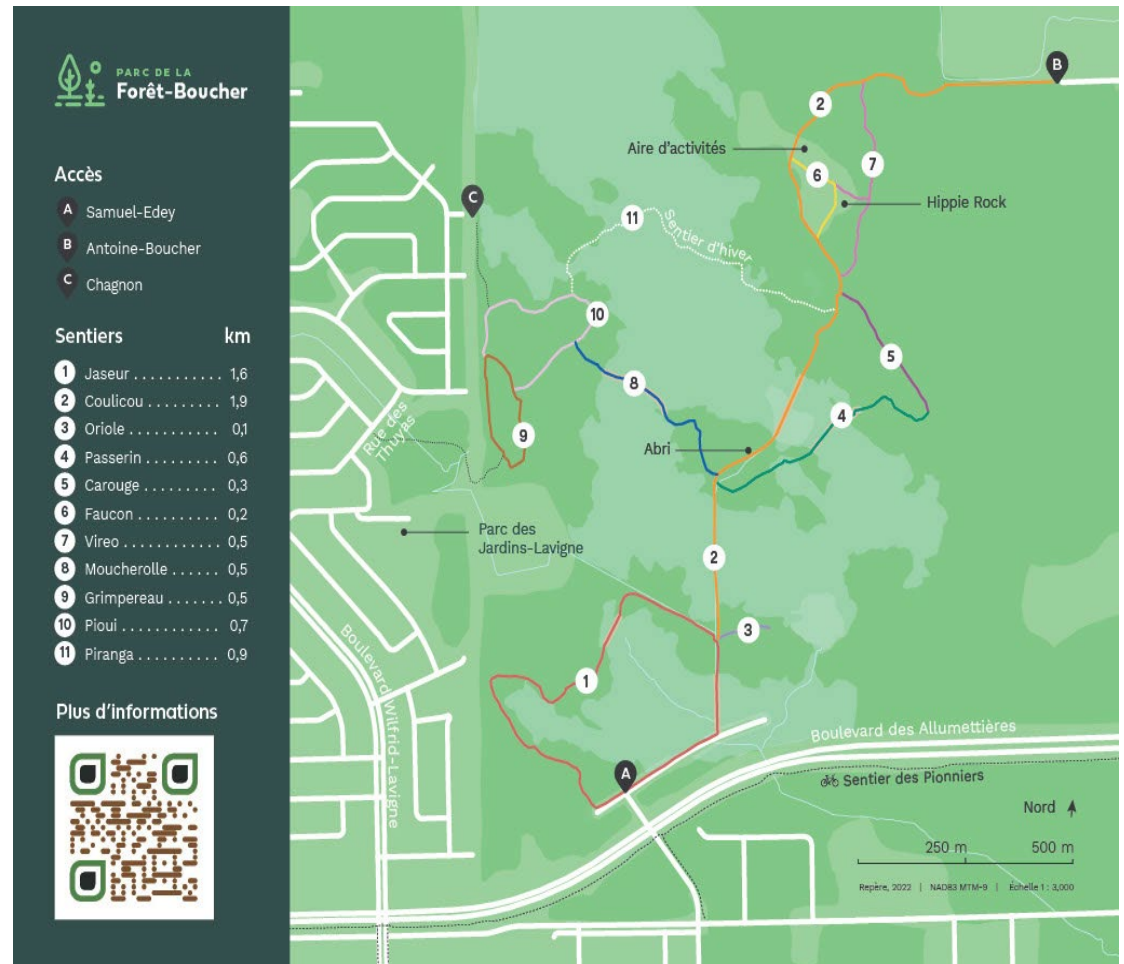 PARC DE LA
Forêt-Boucher
Accès
A Samuel-Edey
B Antoine-Boucher
C Chagnon
Sentiers km
1 Jaseur . . . . . . . . . . . 1,6
2 Coulicou . . . . . . . . . 1,9
3 Oriole . . . . . . . . . . . . 0,1
4 Passerin . . . . . . . . . . 0,6
5 Carouge . . . . . . . . . 0,3
6 Faucon . . . . . . . . . . . 0,2
7 Vireo . . . . . . . . . . . . 0,5
8 Moucherolle . . . . . . 0,5
9 Grimpereau . . . . . . . 0,5
10 Pioui . . . . . . . . . . . . 0,7
11 Piranga . . . . . . . . . . 0,9
Plus d'informations
B
2
Aire d'activités
7
6
C
Hippie Rock
11
Sentier d'hiver
10
5
8
4
Rue des
Thuyas
9
Abri
Parc des
Jardins-Lavigne
2
3
1
Boulevard Wilfrid-Lavigne
Boulevard des Allumettières
A
Sentier des Pionniers
Nord
250 m 500 m
Repère, 2022 | NAD83 MTM-9 | Échelle 1 : 3,000